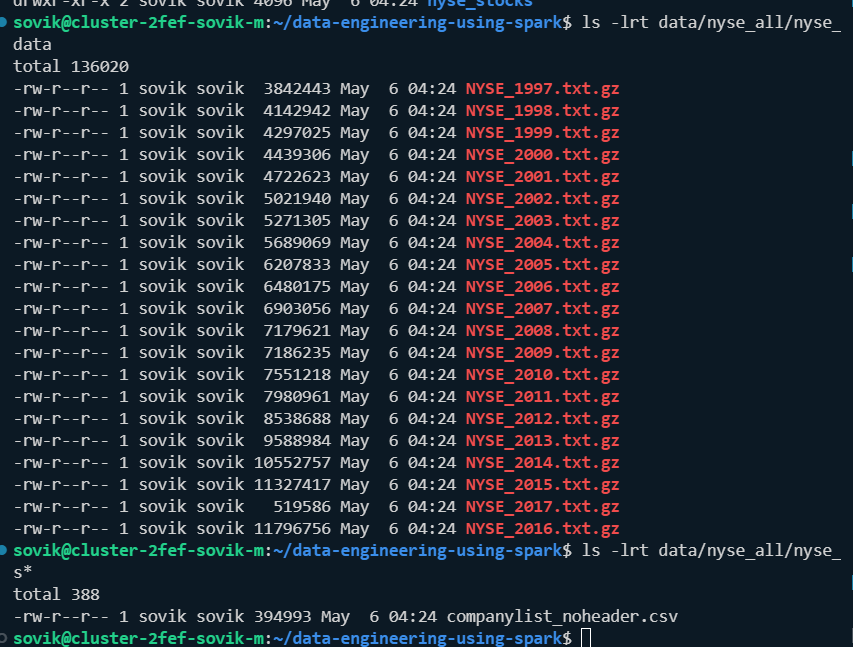 drwxr-xr-x 2 sovik sovik 4096 May  6 04:24 nyse_stocks
sovik@cluster-2fef-sovik-m:~/data-engineering-using-spark$ ls -lrt data/nyse_all/nyse_
data
total 136020
-rw-r--r-- 1 sovik sovik  3842443 May  6 04:24 NYSE_1997.txt.gz
-rw-r--r-- 1 sovik sovik  4142942 May  6 04:24 NYSE_1998.txt.gz
-rw-r--r-- 1 sovik sovik  4297025 May  6 04:24 NYSE_1999.txt.gz
-rw-r--r-- 1 sovik sovik  4439306 May  6 04:24 NYSE_2000.txt.gz
-rw-r--r-- 1 sovik sovik  4722623 May  6 04:24 NYSE_2001.txt.gz
-rw-r--r-- 1 sovik sovik  5021940 May  6 04:24 NYSE_2002.txt.gz
-rw-r--r-- 1 sovik sovik  5271305 May  6 04:24 NYSE_2003.txt.gz
-rw-r--r-- 1 sovik sovik  5689069 May  6 04:24 NYSE_2004.txt.gz
-rw-r--r-- 1 sovik sovik  6207833 May  6 04:24 NYSE_2005.txt.gz
-rw-r--r-- 1 sovik sovik  6480175 May  6 04:24 NYSE_2006.txt.gz
-rw-r--r-- 1 sovik sovik  6903056 May  6 04:24 NYSE_2007.txt.gz
-rw-r--r-- 1 sovik sovik  7179621 May  6 04:24 NYSE_2008.txt.gz
-rw-r--r-- 1 sovik sovik  7186235 May  6 04:24 NYSE_2009.txt.gz
-rw-r--r-- 1 sovik sovik  7551218 May  6 04:24 NYSE_2010.txt.gz
-rw-r--r-- 1 sovik sovik  7980961 May  6 04:24 NYSE_2011.txt.gz
-rw-r--r-- 1 sovik sovik  8538688 May  6 04:24 NYSE_2012.txt.gz
-rw-r--r-- 1 sovik sovik  9588984 May  6 04:24 NYSE_2013.txt.gz
-rw-r--r-- 1 sovik sovik 10552757 May  6 04:24 NYSE_2014.txt.gz
-rw-r--r-- 1 sovik sovik 11327417 May  6 04:24 NYSE_2015.txt.gz
-rw-r--r-- 1 sovik sovik   519586 May  6 04:24 NYSE_2017.txt.gz
-rw-r--r-- 1 sovik sovik 11796756 May  6 04:24 NYSE_2016.txt.gz
sovik@cluster-2fef-sovik-m:~/data-engineering-using-spark$ ls -lrt data/nyse_all/nyse_
s*
total 388
-rw-r--r-- 1 sovik sovik 394993 May  6 04:24 companylist_noheader.csv
sovik@cluster-2fef-sovik-m:~/data-engineering-using-spark$